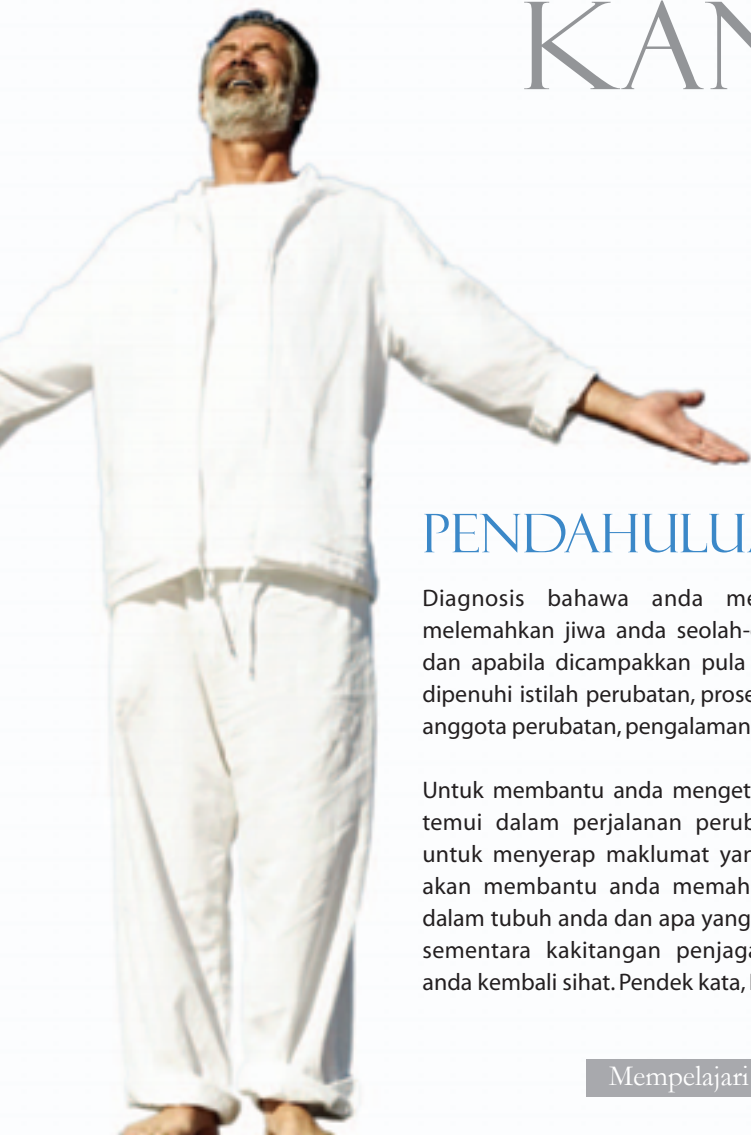 KAN
PENDAHULUA
Diagnosis bahawa anda me
melemahkan jiwa anda seolah-
dan apabila dicampakkan pula
dipenuhi istilah perubatan, prose
anggota perubatan, pengalaman
Untuk membantu anda menget
temui dalam perjalanan perub
untuk menyerap maklumat yan
akan membantu anda memah
dalam tubuh anda dan apa yang
sementara kakitangan penjaga
anda kembali sihat. Pendek kata,
Mempelajari